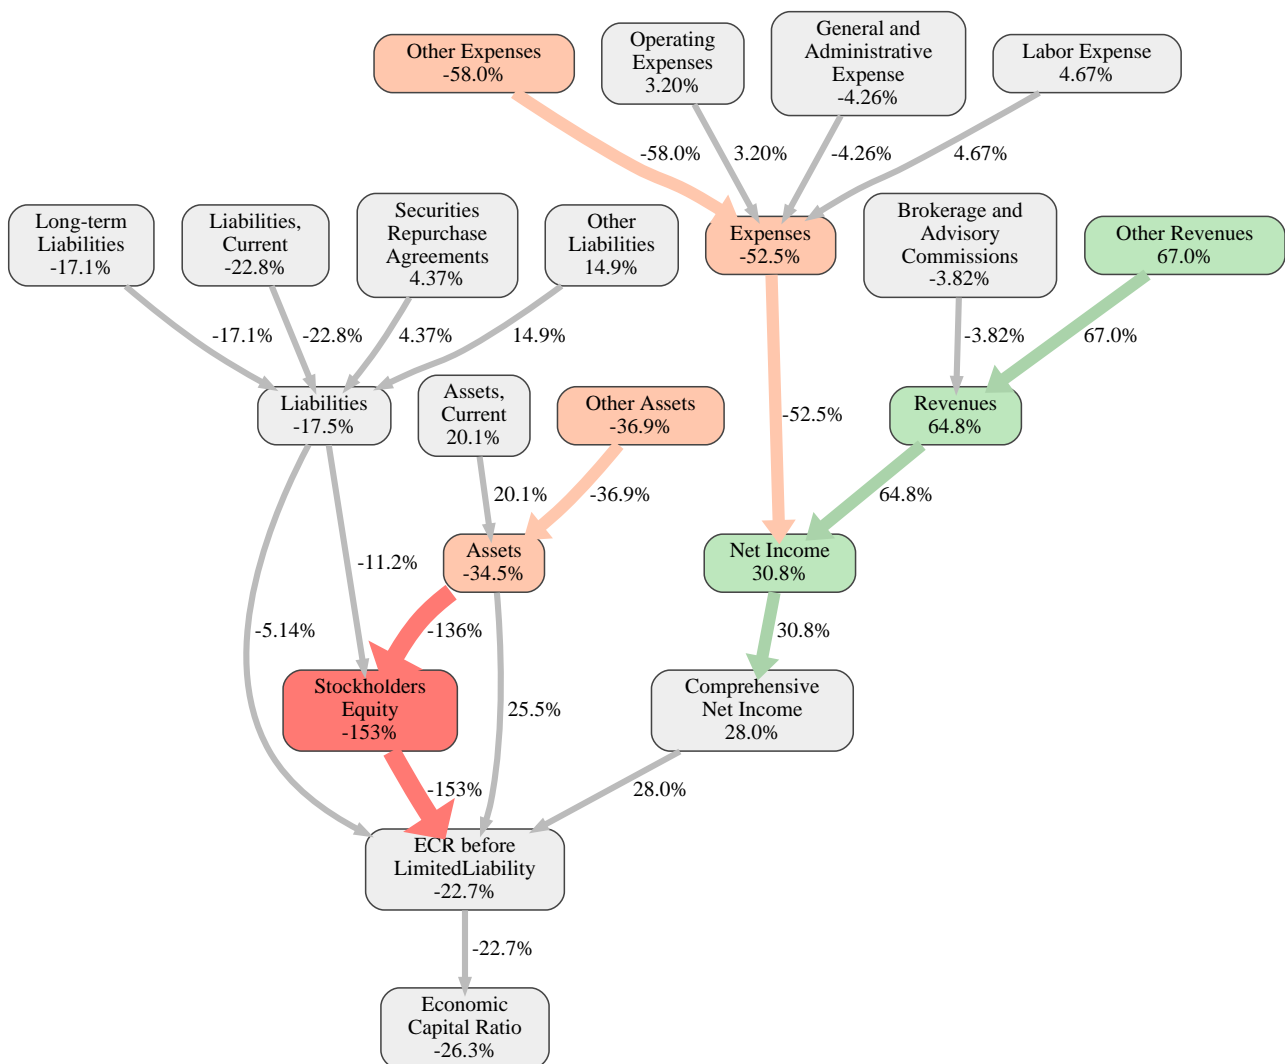 Other Expenses
-58.0%
Operating
Expenses
3.20%
General and
Administrative
Expense
-4.26%
Labor Expense
4.67%
-58.0%
3.20%
-4.26%
4.67%
Long-term
Liabilities
-17.1%
Liabilities,
Current
-22.8%
Securities
Repurchase
Agreements
4.37%
Other
Liabilities
14.9%
Expenses
-52.5%
Brokerage and
Advisory
Commissions
-3.82%
Other Revenues
67.0%
-17.1%
-22.8%
4.37%
14.9%
-3.82%
67.0%
Liabilities
-17.5%
Assets,
Current
20.1%
Other Assets
-36.9%
-52.5%
Revenues
64.8%
20.1%
-36.9%
64.8%
-11.2%
Assets
-34.5%
Net Income
30.8%
-5.14%
-136%
30.8%
Stockholders
Equity
-153%
25.5%
Comprehensive
Net Income
28.0%
-153%
28.0%
ECR before
LimitedLiability
-22.7%
-22.7%
Economic
Capital Ratio
-26.3%